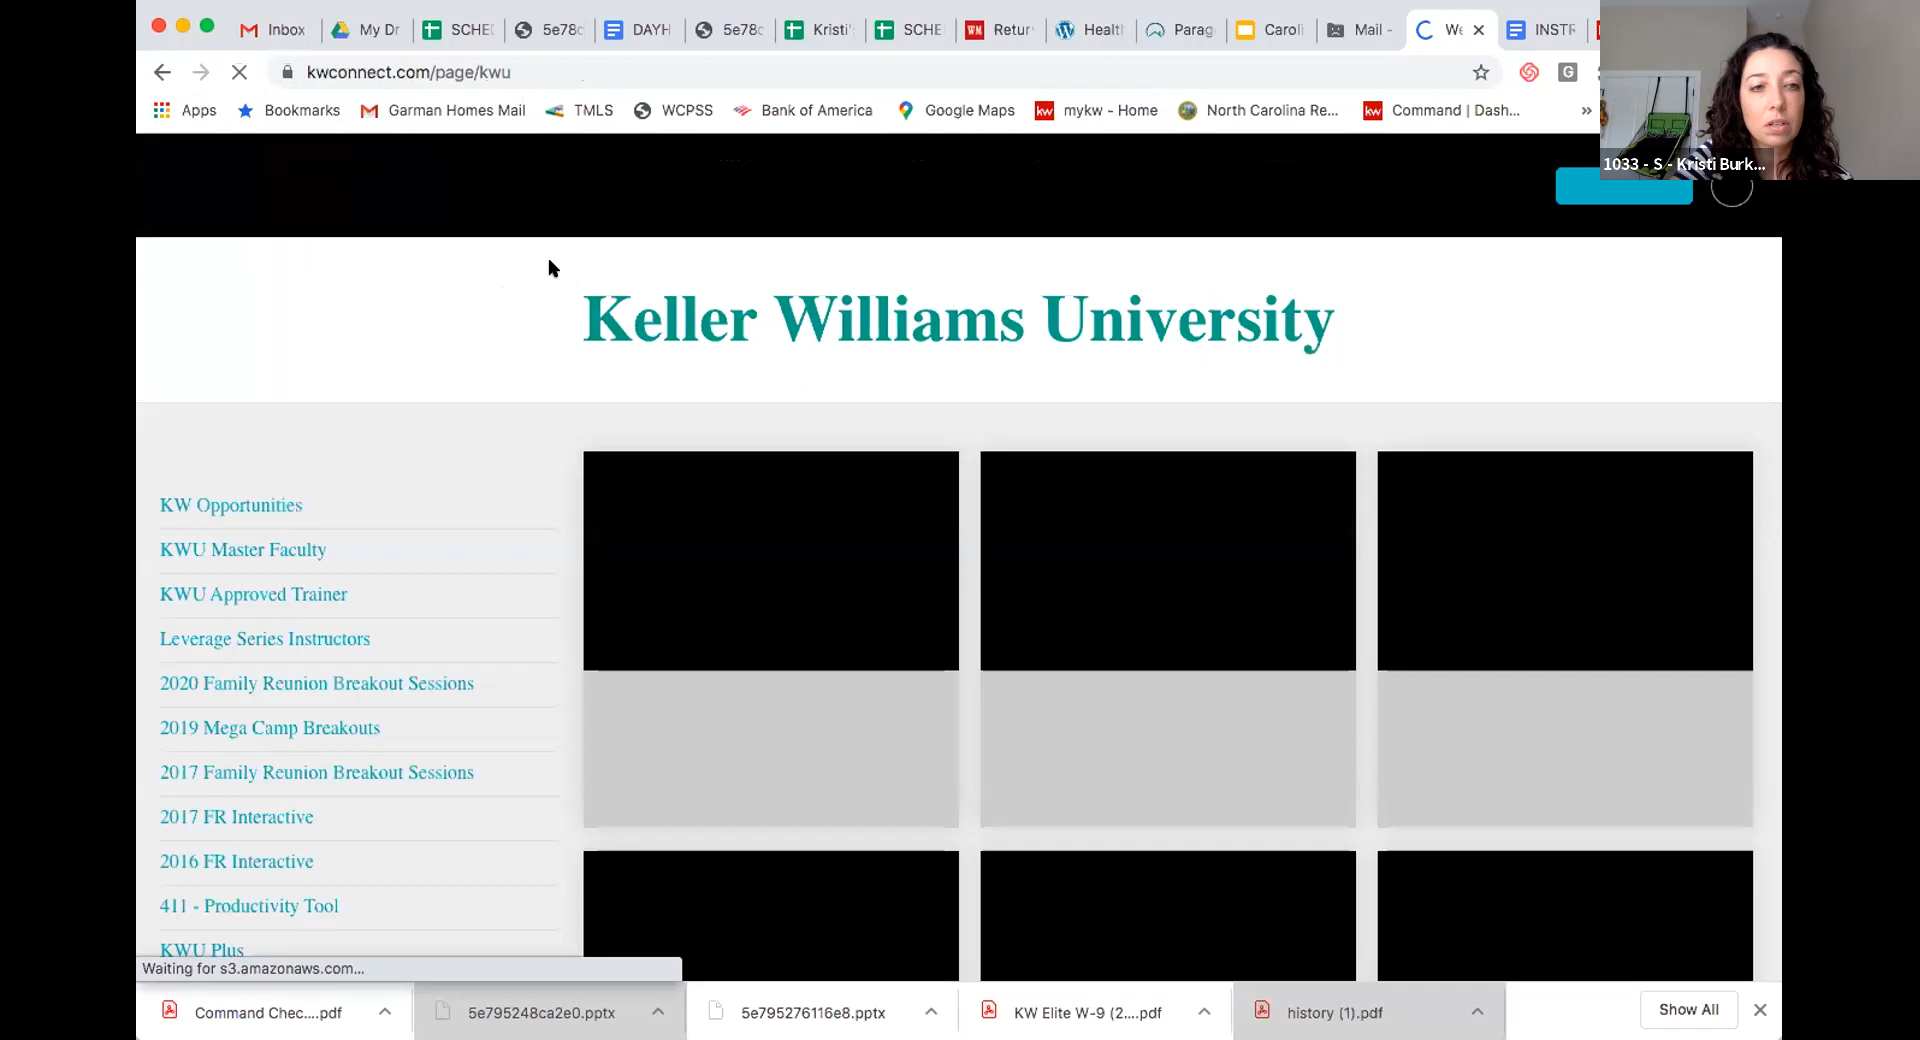 Inbox
My Dr
SCHE
5e78c
DAYH
5e78c
Kristi'
SCHE
WM Retur
Health
Parag
Caroli
Mail -
We
INSTR
kwconnect.com/page/kwu
G
Apps
Bookmarks
Garman Homes Mail
TMLS
WCPSS
Bank of America
Google Maps
kw mykw - Home
North Carolina Re...
kw Command | Dash...
»
1033 - S - Kristi Burk...
Keller Williams University
KW Opportunities
KWU Master Faculty
KWU Approved Trainer
Leverage Series Instructors
2020 Family Reunion Breakout Sessions
2019 Mega Camp Breakouts
2017 Family Reunion Breakout Sessions
2017 FR Interactive
2016 FR Interactive
411 - Productivity Tool
KWU Plus
Waiting for s3.amazonaws.com...
Command Chec....pdf
5e795248ca2e0.pptx
5e795276116e8.pptx
KW Elite W-9 (2....pdf
history (1).pdf
Show All